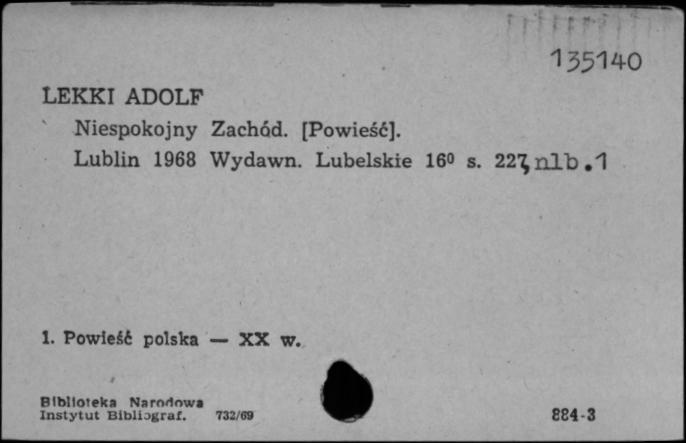 135140
LEKKI ADOLF
Niespokojny Zachód. [Powieść].
Lublin 1968 Wydawn. Lubelskie 16⁰ s. 227, nlb.1
1. Powieść polska — XX w.
Biblioteka Narodowa
Instytut Bibliograf. 732/69
884-3